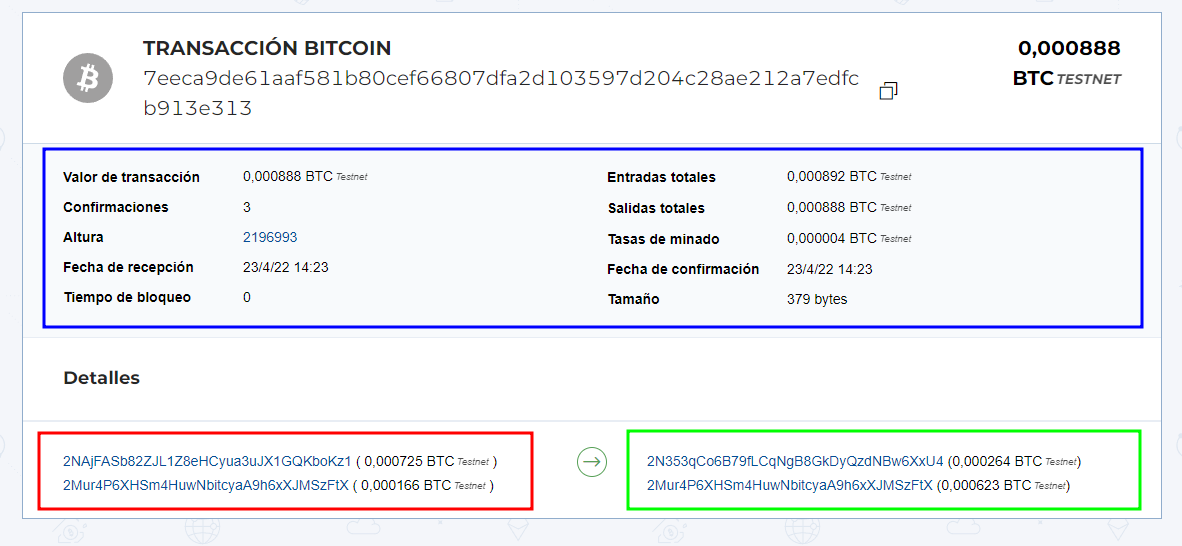 TRANSACCIÓN BITCOIN
7eeca9de61aaf581b80cef66807dfa2d103597d204c28ae212a7edfc
b913e313
0,000888
BTC TESTNET
Valor de transacción 0,000888 BTC Testnet
Confirmaciones 3
Altura 2196993
Fecha de recepción 23/4/22 14:23
Tiempo de bloqueo 0
Entradas totales 0,000892 BTC Testnet
Salidas totales 0,000888 BTC Testnet
Tasas de minado 0,000004 BTC Testnet
Fecha de confirmación 23/4/22 14:23
Tamaño 379 bytes
Detalles
2NAjFASb82ZJL1Z8eHCyua3uJX1GQKboKz1 ( 0,000725 BTC Testnet )
2Mur4P6XHSm4HuwNbitcyaA9h6xXJMSzFtX ( 0,000166 BTC Testnet )
2N353qCo6B79fLCqNgB8GkDyQzdNBw6XxU4 (0,000264 BTC Testnet)
2Mur4P6XHSm4HuwNbitcyaA9h6xXJMSzFtX (0,000623 BTC Testnet)